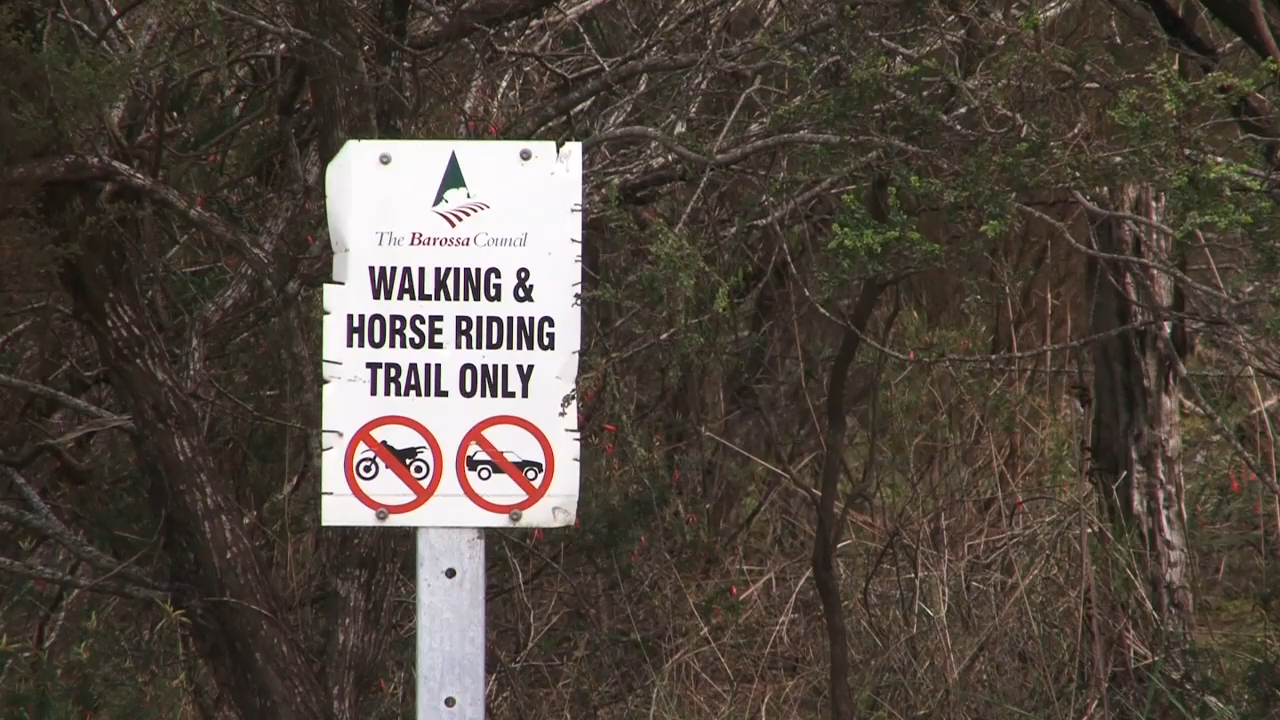 The Barossa Council
WALKING &
HORSE RIDING
TRAIL ONLY